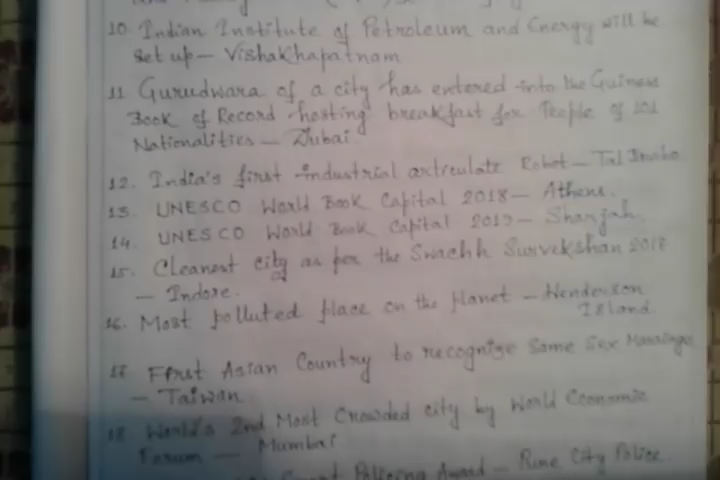 10. Indian Institute of Petroleum and Energy will be
set up — Vishakhapatnam
11 Gurudwara of a city has entered into the Guiness
Book of Record hosting breakfast for People of 101
Nationalities — Dubai.
12. India's first industrial articulate Robot — Tal Brabo
13. UNESCO World Book Capital 2018 — Athens.
14. UNESCO World Book Capital 2019 — Sharjah.
15. Cleanest city as per the Swachh Survekshan 2017
— Indore.
16. Most polluted place on the planet — Henderson
Island
17 First Asian Country to recognize Same Sex Marriages
— Taiwan
18 World's 2nd Most Crowded city by World Economic
Forum — Mumbai
Policing Award — Pune City Police.